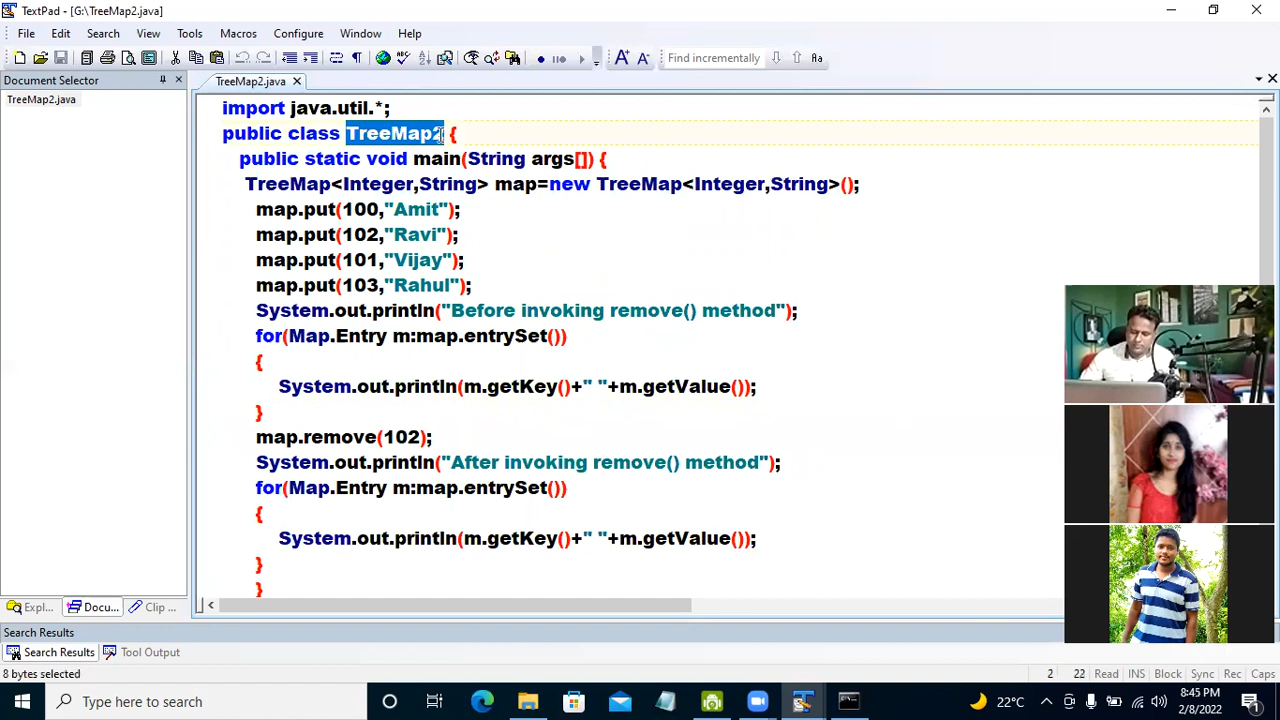 TextPad - [G:\TreeMap2.java]
File Edit Search View Tools Macros Configure Window Help
Find incrementally
Document Selector
TreeMap2.java
TreeMap2.java
import java.util.*;
public class TreeMap2 {
public static void main(String args[]) {
TreeMap<Integer,String> map=new TreeMap<Integer,String>();
map.put(100,"Amit");
map.put(102,"Ravi");
map.put(101,"Vijay");
map.put(103,"Rahul");
System.out.println("Before invoking remove() method");
for(Map.Entry m:map.entrySet())
{
System.out.println(m.getKey()+" "+m.getValue());
}
map.remove(102);
System.out.println("After invoking remove() method");
for(Map.Entry m:map.entrySet())
{
System.out.println(m.getKey()+" "+m.getValue());
}
}
Expl... Docu... Clip ...
Search Results
Search Results Tool Output
8 bytes selected 2 22 Read INS Block Sync Rec Caps
Type here to search 22°C 8:45 PM
2/8/2022